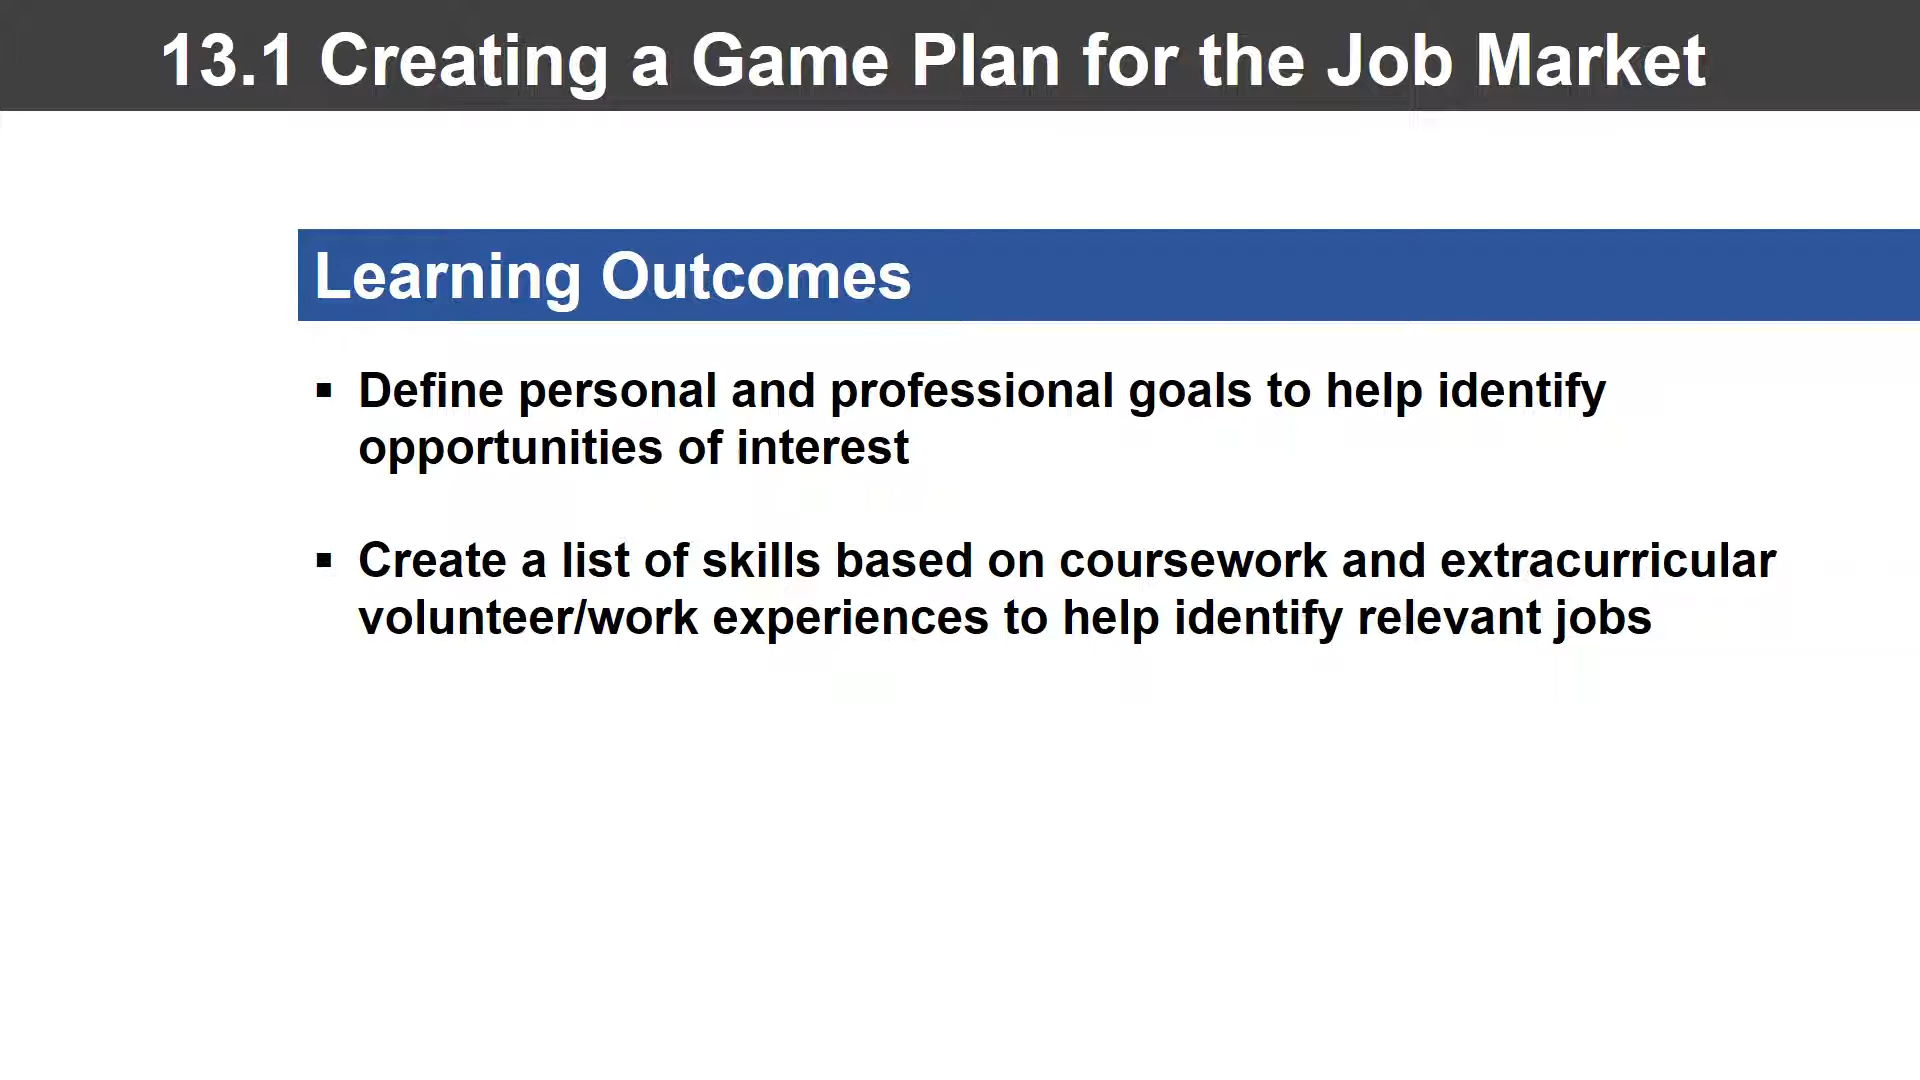 13.1 Creating a Game Plan for the Job Market
Learning Outcomes
▪ Define personal and professional goals to help identify
opportunities of interest
▪ Create a list of skills based on coursework and extracurricular
volunteer/work experiences to help identify relevant jobs